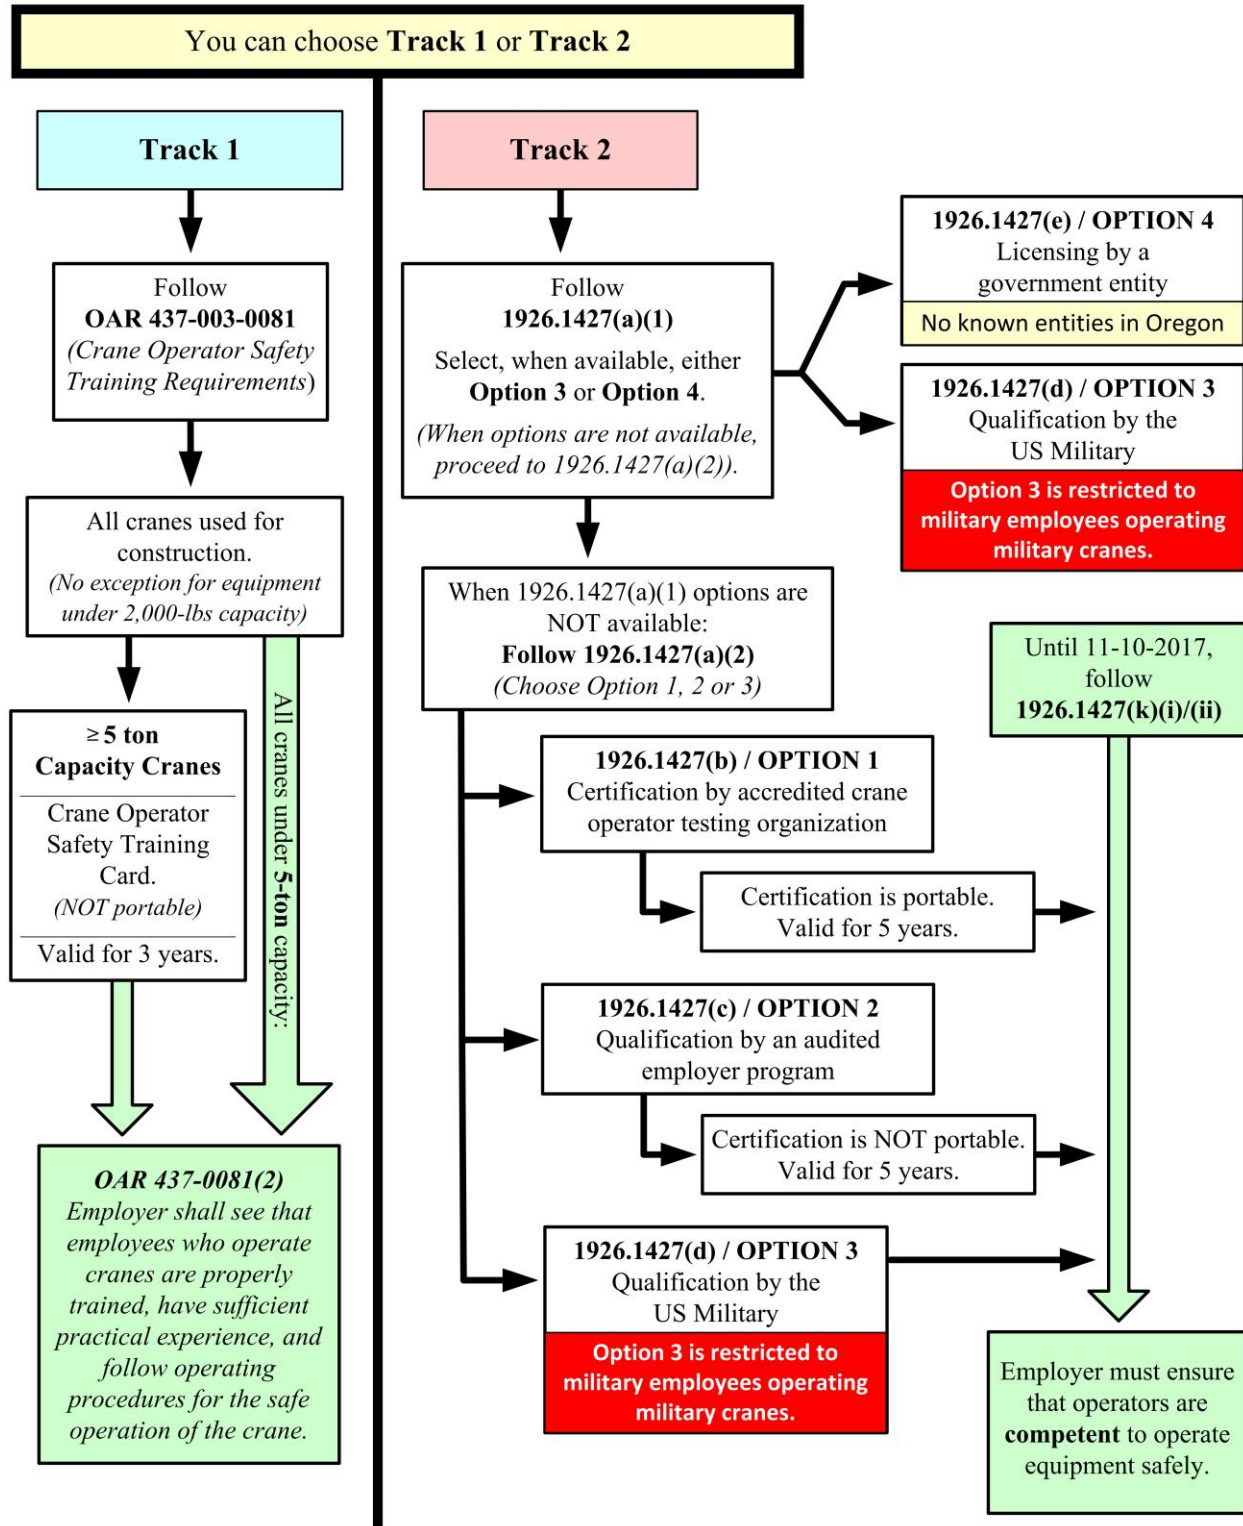 You can choose Track 1 or Track 2
Track 1
Follow
OAR 437-003-0081
(Crane Operator Safety
Training Requirements)
All cranes used for
construction.
(No exception for equipment
under 2,000-lbs capacity)
≥ 5 ton
Capacity Cranes
Crane Operator
Safety Training
Card.
(NOT portable)
Valid for 3 years.
All cranes under 5-ton capacity:
OAR 437-0081(2)
Employer shall see that
employees who operate
cranes are properly
trained, have sufficient
practical experience, and
follow operating
procedures for the safe
operation of the crane.
Track 2
Follow
1926.1427(a)(1)
Select, when available, either
Option 3 or Option 4.
(When options are not available,
proceed to 1926.1427(a)(2)).
1926.1427(e) / OPTION 4
Licensing by a
government entity
No known entities in Oregon
1926.1427(d) / OPTION 3
Qualification by the
US Military
Option 3 is restricted to
military employees operating
military cranes.
When 1926.1427(a)(1) options are
NOT available:
Follow 1926.1427(a)(2)
(Choose Option 1, 2 or 3)
1926.1427(b) / OPTION 1
Certification by accredited crane
operator testing organization
Certification is portable.
Valid for 5 years.
1926.1427(c) / OPTION 2
Qualification by an audited
employer program
Certification is NOT portable.
Valid for 5 years.
1926.1427(d) / OPTION 3
Qualification by the
US Military
Option 3 is restricted to
military employees operating
military cranes.
Until 11-10-2017,
follow
1926.1427(k)(i)/(ii)
Employer must ensure
that operators are
competent to operate
equipment safely.